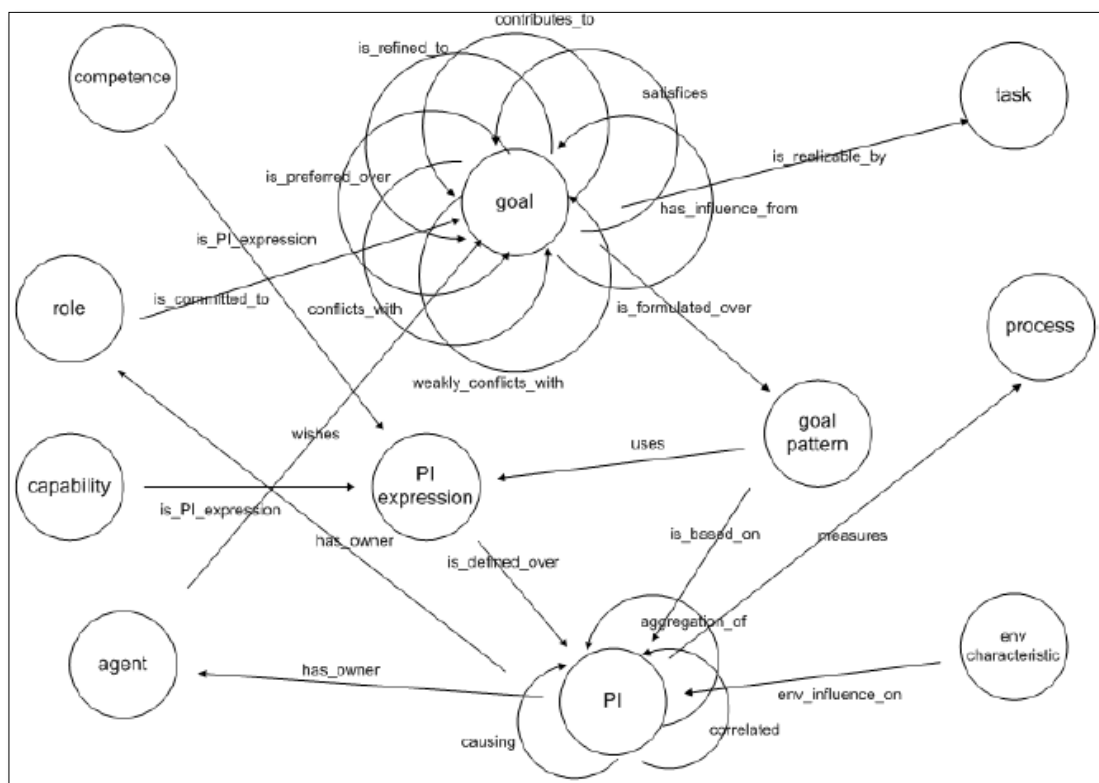 contributes_to
is_refined_to
competence
satisfices
task
is_realizable_by
is_preferred_over
goal
has_influence_from
is_PI_expression
role
is_committed_to
conflicts_with
is_formulated_over
process
weakly_conflicts_with
goal
pattern
wishes
uses
capability
PI
expression
is_PI_expression
has_owner
is_based_on
measures
is_defined_over
aggregation_of
env
characteristic
agent
has_owner
PI
env_influence_on
causing
correlated